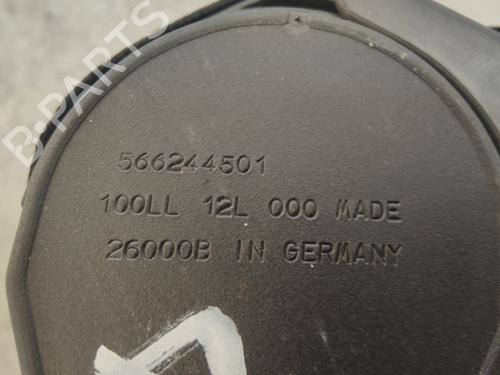 B-PARTS
566244501
100LL 12L 000 MADE
26000B IN GERMANY